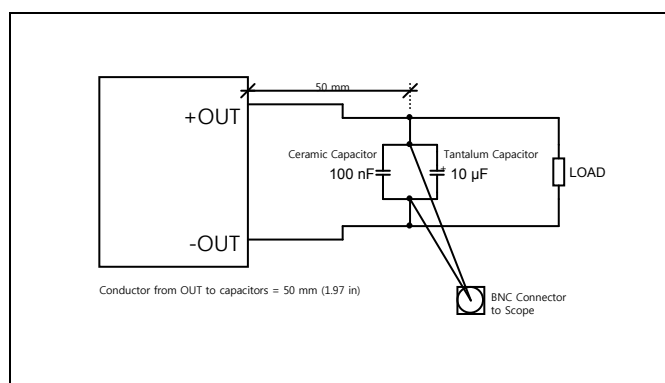 50 mm
+OUT
Ceramic Capacitor
Tantalum Capacitor
100 nF
+
10 µF
LOAD
-OUT
Conductor from OUT to capacitors = 50 mm (1.97 in)
BNC Connector
to Scope